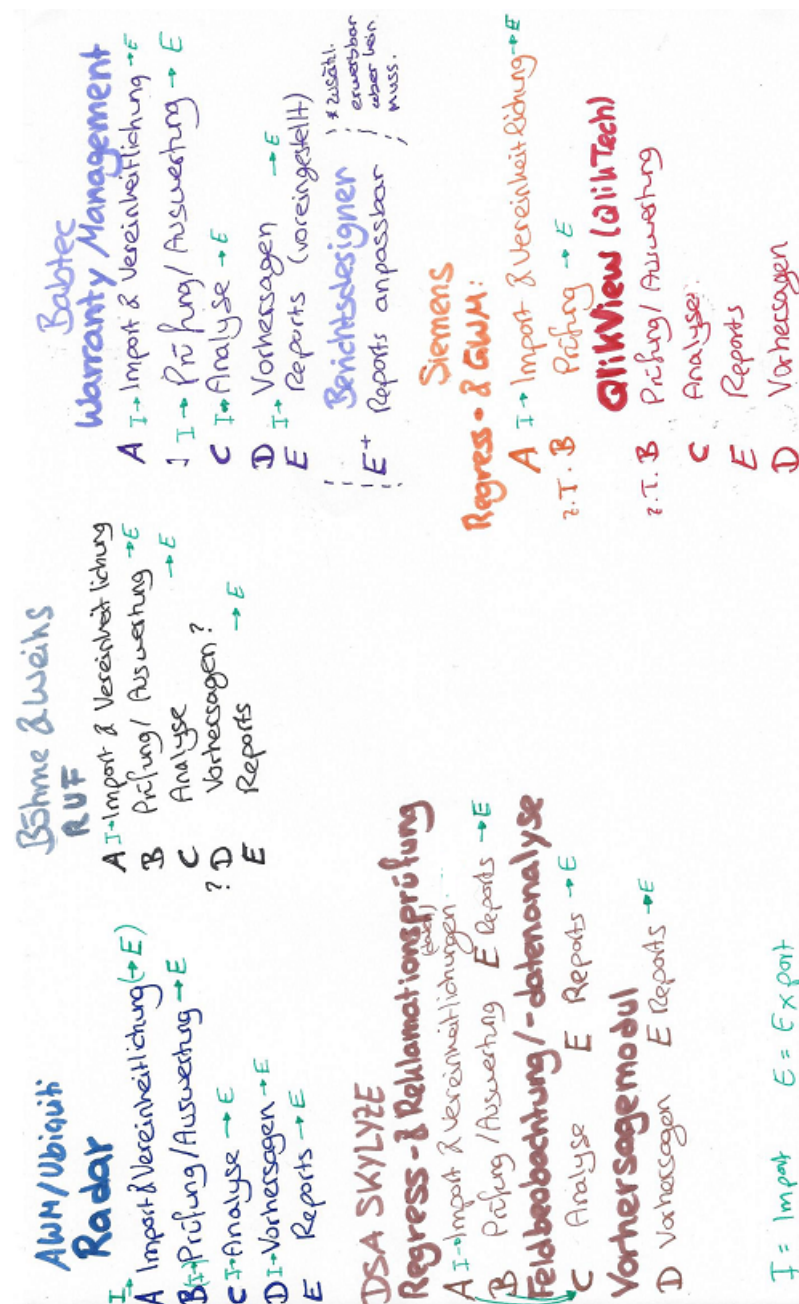 AWM/Ubiquiti
Radar
I→
A Import & Vereinheitlichung (→E)
B(I→)Prüfung/Auswertung →E
C I→Analyse →E
D I→Vorhersagen →E
E Reports →E
Böhme & Weihs
RUF
A I→Import & Vereinheitlichung
B Prüfung/Auswertung →E
C Analyse →E
? D Vorhersagen?
E Reports →E
Babtec
Warranty Management
A I→ Import & Vereinheitlichung →E
I→ Prüfung/Auswertung → E
C I→ Analyse →E
D Vorhersagen →E
E I→ Reports (voreingestellt)
Berichtsdesigner
E+ Reports anpassbar
* zusätzl.
erwerbbar
aber kein
muss.
DSA SKYLYZE
Regress- & Reklamationsprüfung
A I→Import & Vereinheitlichungen
B Prüfung/Auswertung E Reports →E
Feldbeobachtung/-datenanalyse
C Analyse E Reports →E
Vorhersagemodul
D Vorhersagen E Reports →E
Siemens
Regress- & GWM:
A I→ Import & Vereinheitlichung →E
z.T. B Prüfung →E
QlikView (QlikTech)
z.T. B Prüfung/Auswertung
C Analyse
E Reports
D Vorhersagen
I = Import E = Export